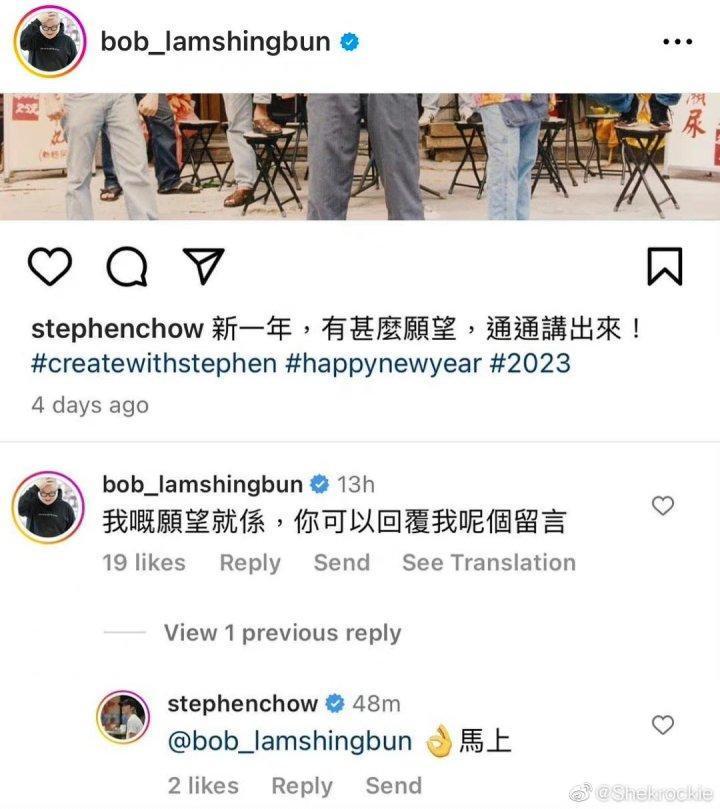 bob_lamshingbun
尿
stephenchow 新一年，有甚麼願望，通通講出來！
#createwithstephen #happynewyear #2023
4 days ago
bob_lamshingbun 13h
我嘅願望就係，你可以回覆我呢個留言
19 likes Reply Send See Translation
View 1 previous reply
stephenchow 48m
@bob_lamshingbun 👌馬上
2 likes Reply Send
@Shekrockie